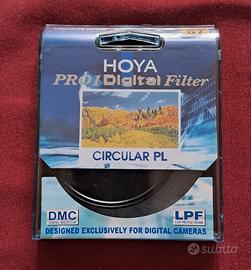 HOYA
PRO1 Digital Filter
CIRCULAR PL
DMC
LPF
DESIGNED EXCLUSIVELY FOR DIGITAL CAMERAS
subito